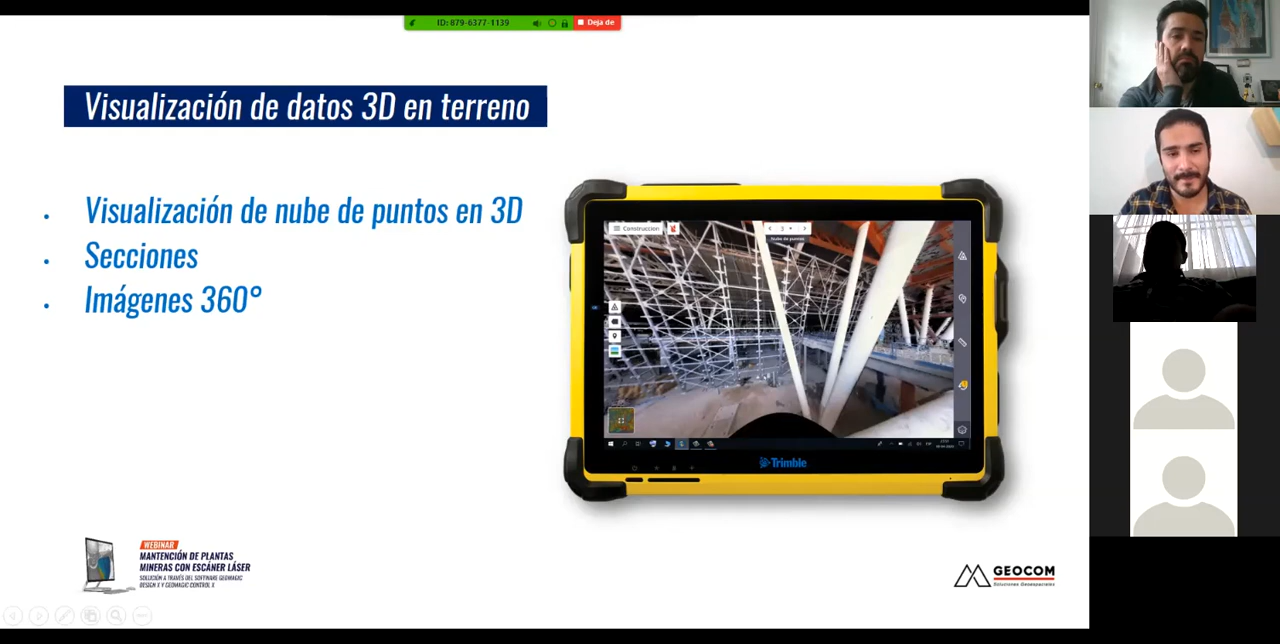 ID: 879-6377-1139
Deja de
Visualización de datos 3D en terreno
Visualización de nube de puntos en 3D
Secciones
Imágenes 360°
Construccion
3
Nube de puntos
Trimble
WEBINAR
MANTENCIÓN DE PLANTAS
MINERAS CON ESCÁNER LÁSER
SOLUCIÓN A TRAVÉS DEL SOFTWARE GEOMAGIC
DESIGN X Y GEOMAGIC CONTROL X
GEOCOM
Soluciones Geoespaciales